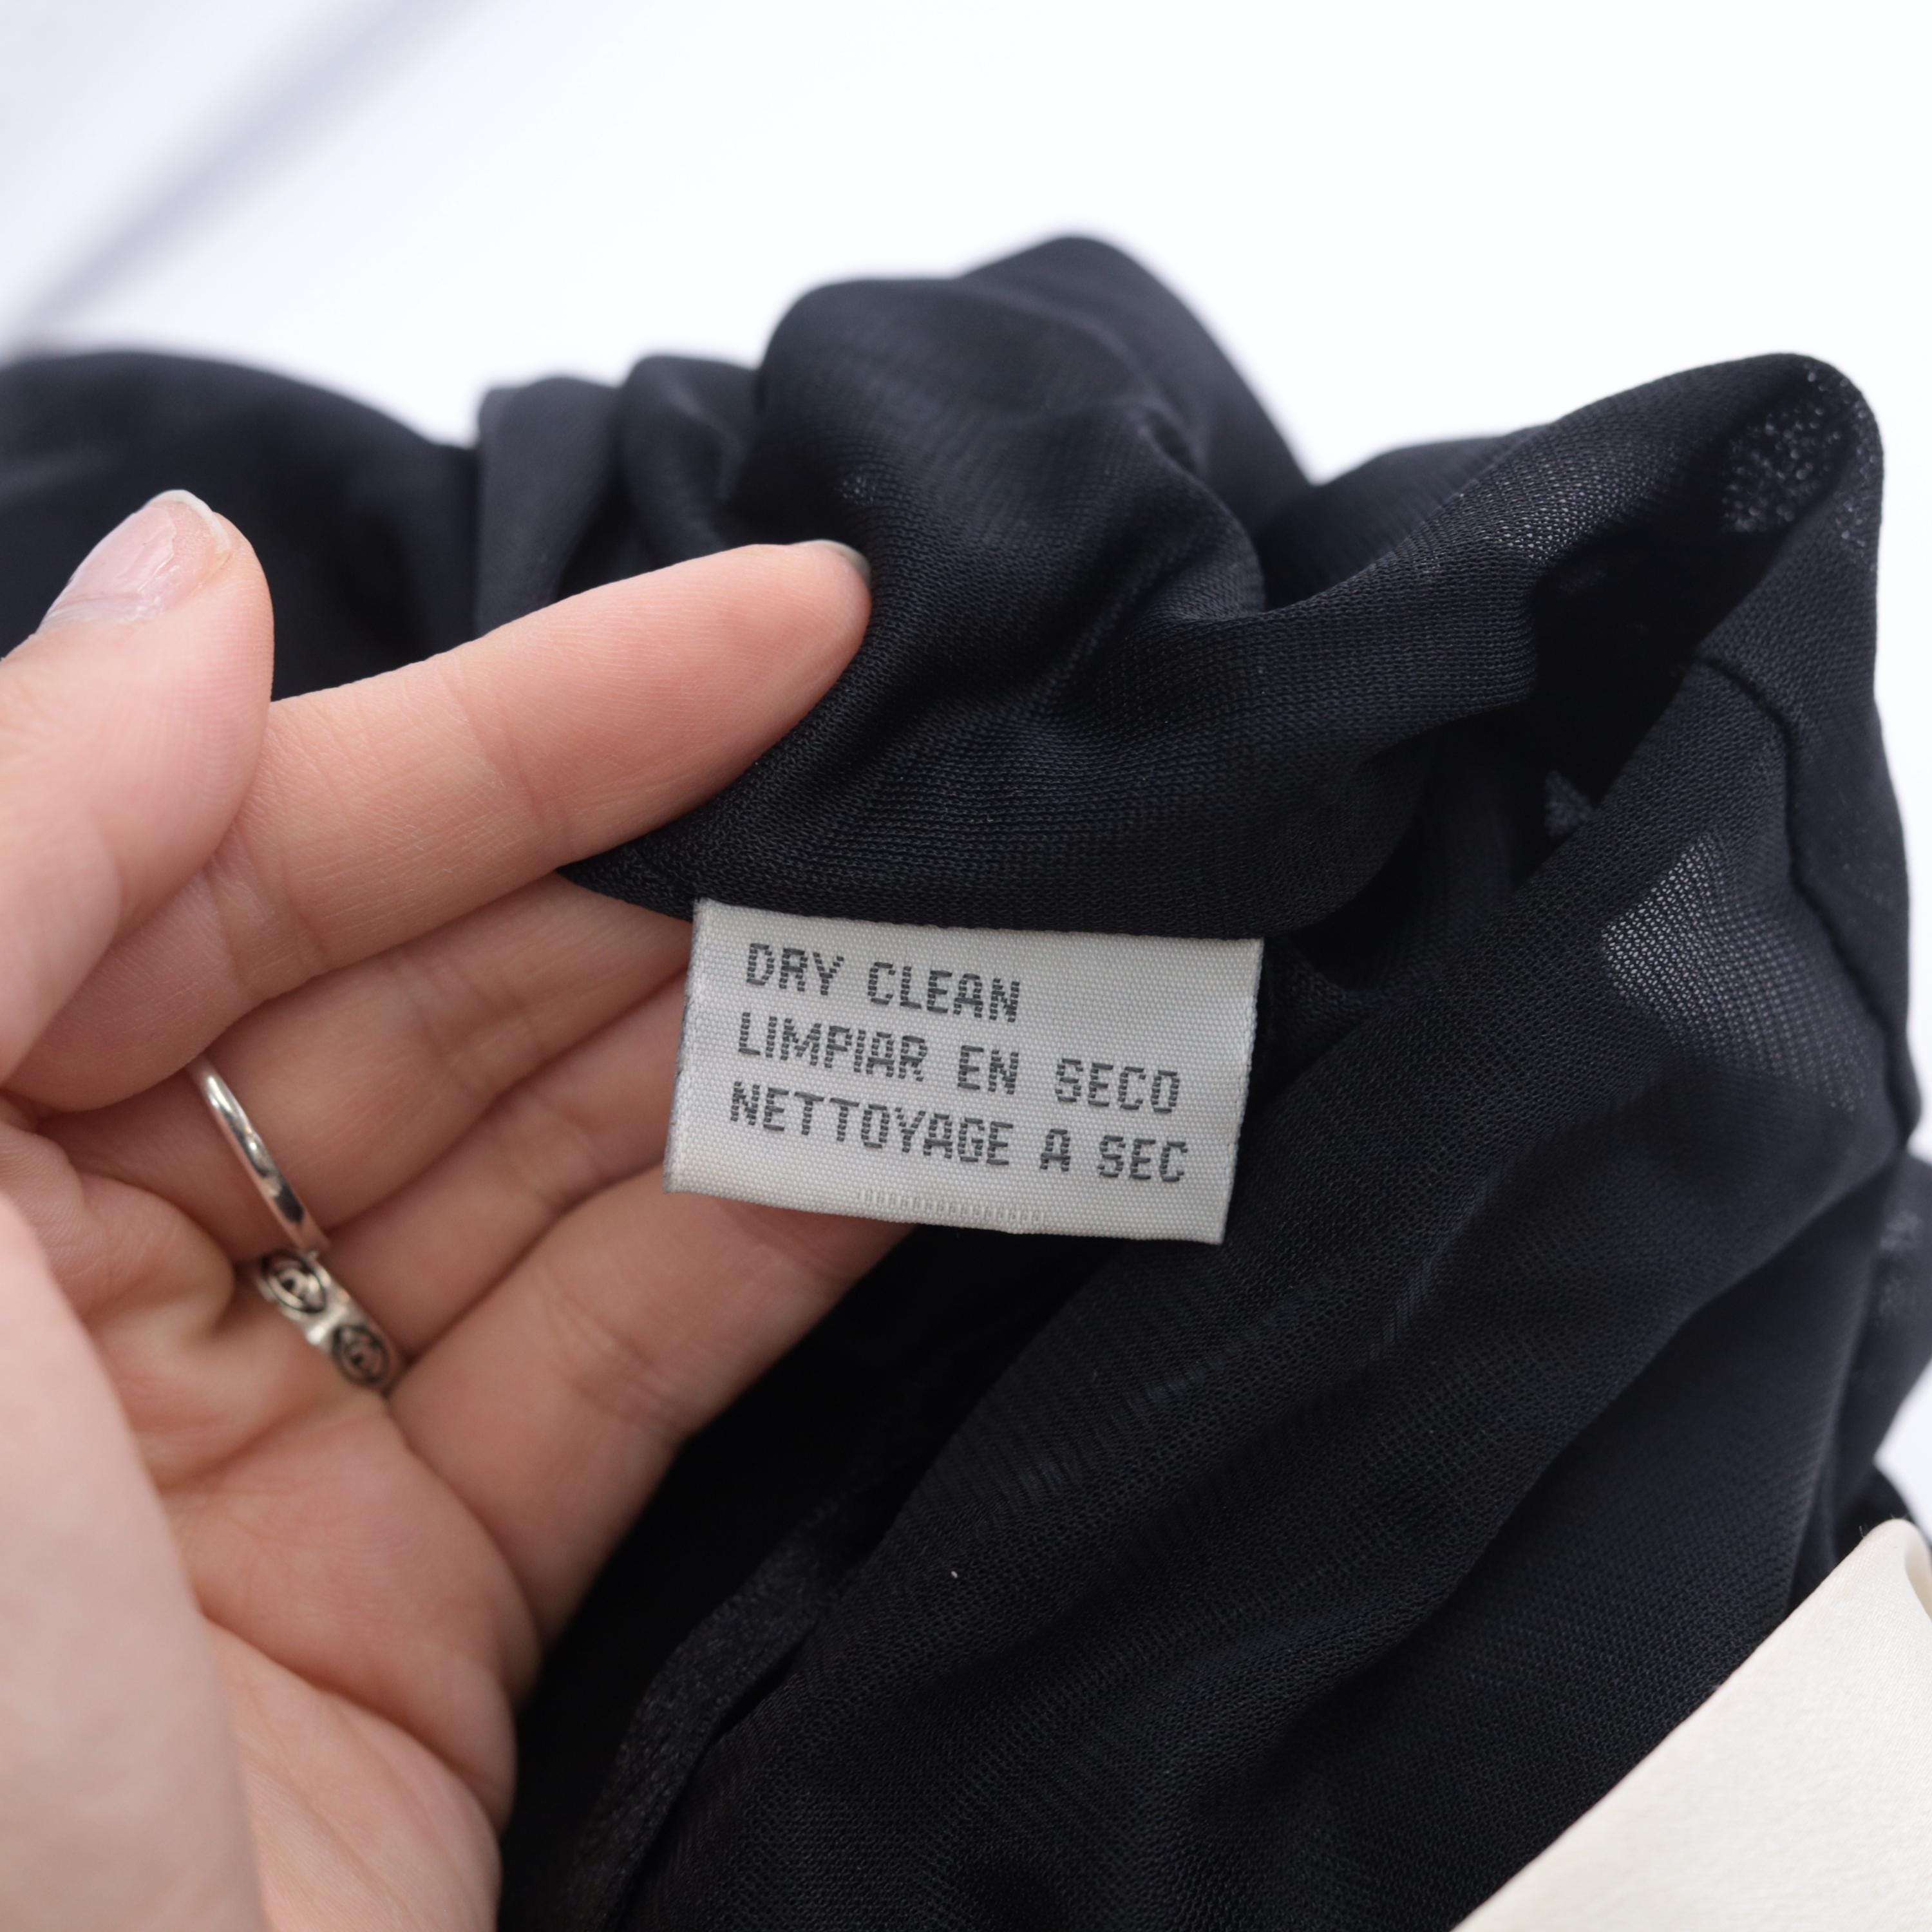 DRY CLEAN
LIMPIAR EN SECO
NETTOYAGE A SEC